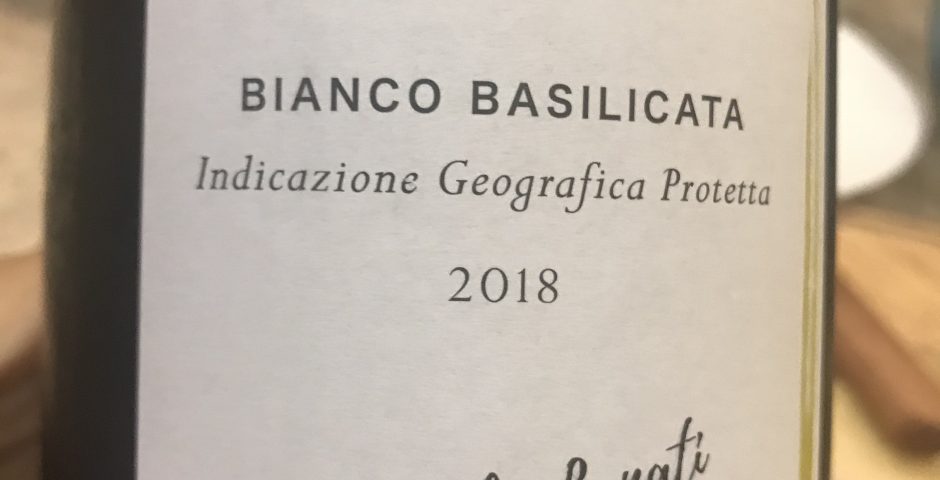 BIANCO BASILICATA
Indicazione Geografica Protetta
2018